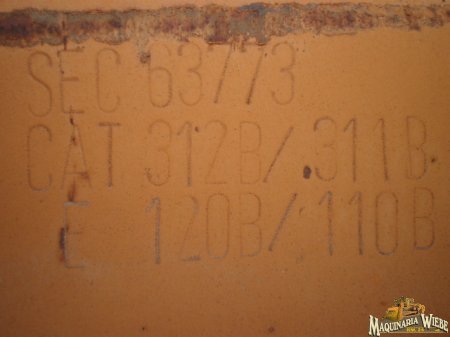 SEC 63773
CAT 312B/.311B
E 120B/.110B
MAQUINARIA WIEBE